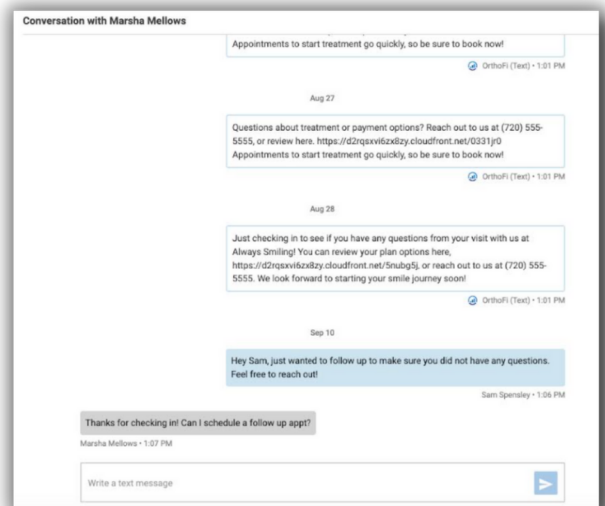 Conversation with Marsha Mellows
Appointments to start treatment go quickly, so be sure to book now!
OrthoFi (Text) • 1:01 PM
Aug 27
Questions about treatment or payment options? Reach out to us at (720) 555-
5555, or review here. https://d2rqsxvi6zx8zy.cloudfront.net/0331jr0
Appointments to start treatment go quickly, so be sure to book now!
OrthoFi (Text) • 1:01 PM
Aug 28
Just checking in to see if you have any questions from your visit with us at
Always Smiling! You can review your plan options here,
https://d2rqsxvi6zx8zy.cloudfront.net/5nubg5j, or reach out to us at (720) 555-
5555. We look forward to starting your smile journey soon!
OrthoFi (Text) • 1:01 PM
Sep 10
Hey Sam, just wanted to follow up to make sure you did not have any questions.
Feel free to reach out!
Sam Spensley • 1:06 PM
Thanks for checking in! Can I schedule a follow up appt?
Marsha Mellows • 1:07 PM
Write a text message